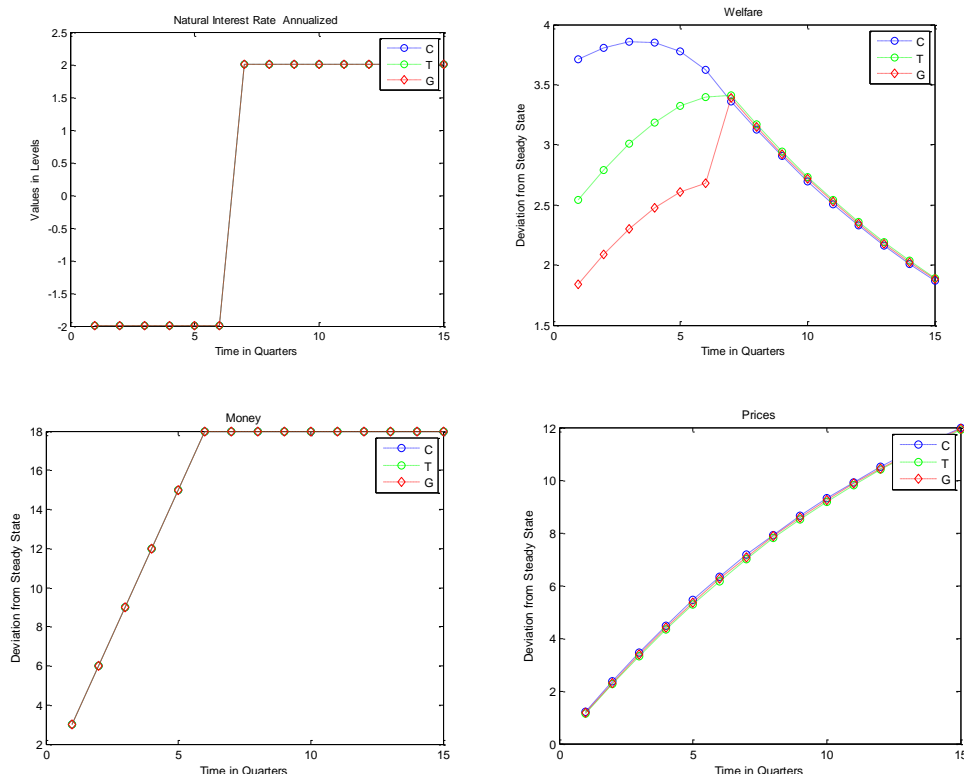 Natural Interest Rate Annualized
2.5
2
1.5
1
0.5
0
-0.5
-1
-1.5
-2
Values in Levels
0
5
10
15
Time in Quarters
C
T
G
Welfare
4
3.5
3
2.5
2
1.5
Deviation from Steady State
0
5
10
15
Time in Quarters
C
T
G
Money
18
16
14
12
10
8
6
4
2
Deviation from Steady State
0
5
10
15
Time in Quarters
C
T
G
Prices
12
10
8
6
4
2
0
Deviation from Steady State
0
5
10
15
Time in Quarters
C
T
G